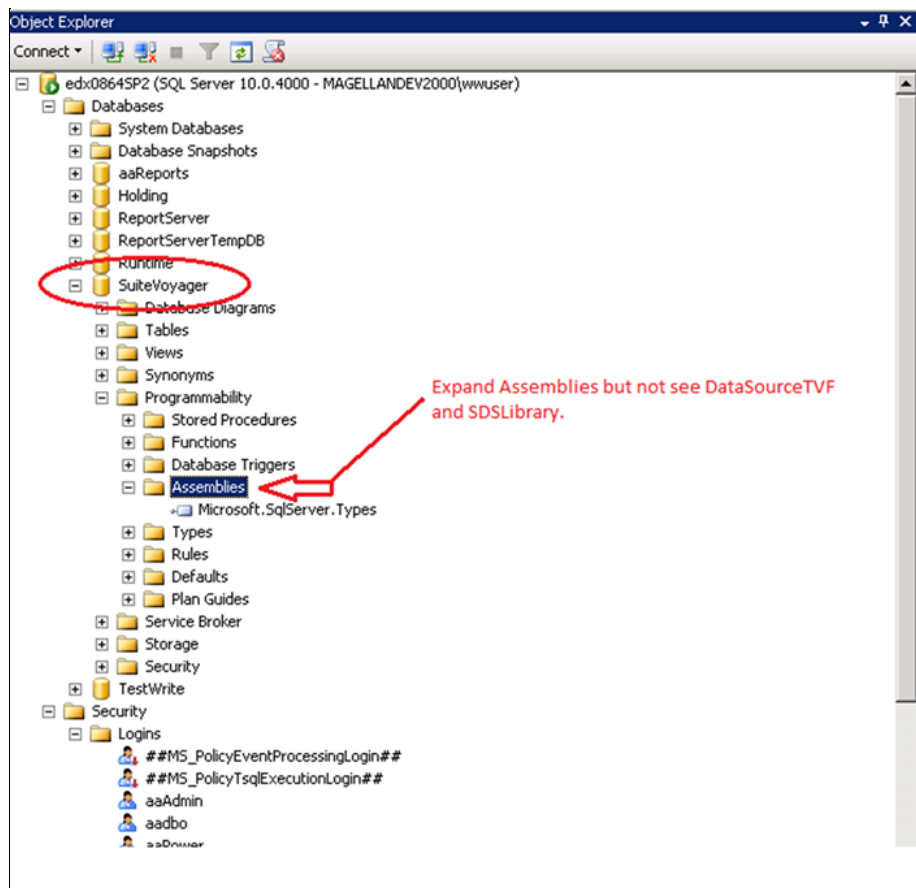 Object Explorer
Connect
edx0864SP2 (SQL Server 10.0.4000 - MAGELLANDEV2000\wwuser)
Databases
System Databases
Database Snapshots
aaReports
Holding
ReportServer
ReportServerTempDB
Runtime
SuiteVoyager
Database Diagrams
Tables
Views
Synonyms
Programmability
Expand Assemblies but not see DataSourceTVF
and SDSLibrary.
Stored Procedures
Functions
Database Triggers
Assemblies
Microsoft.SqlServer.Types
Types
Rules
Defaults
Plan Guides
Service Broker
Storage
Security
TestWrite
Security
Logins
##MS_PolicyEventProcessingLogin##
##MS_PolicyTsqlExecutionLogin##
aaAdmin
aadbo
aaPower